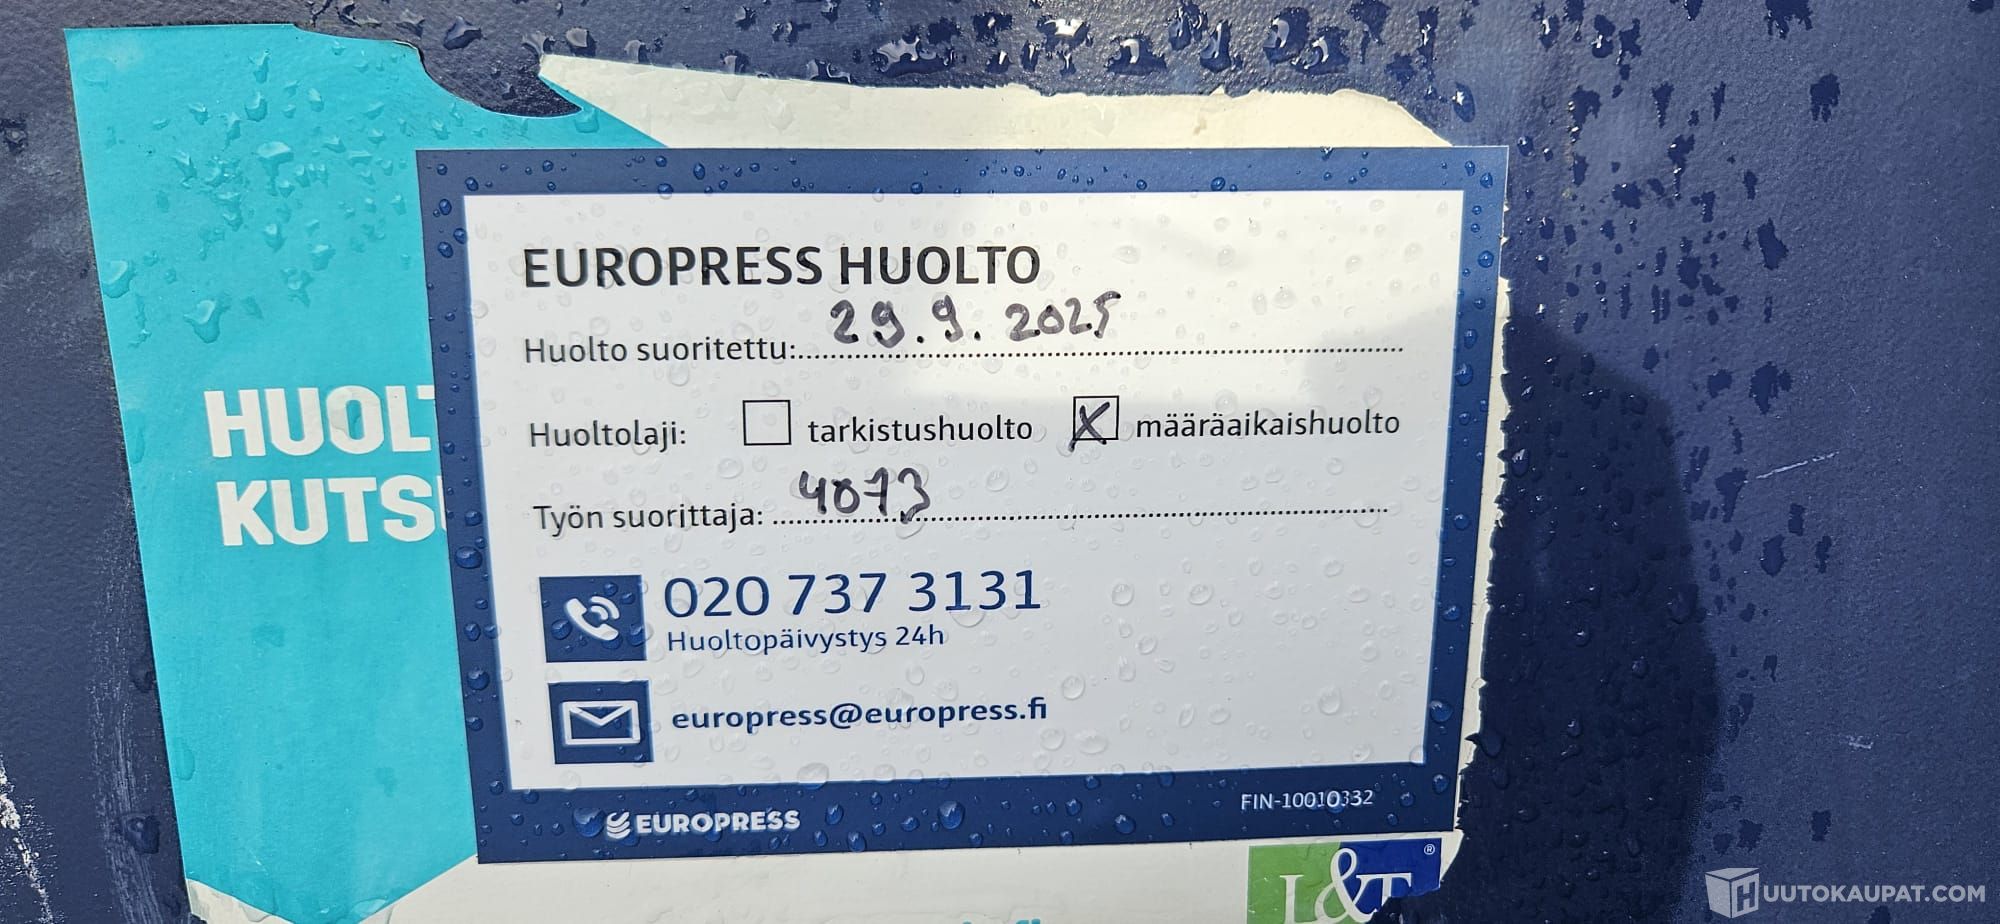 HUOLT
KUTSU
EUROPRESS HUOLTO
Huolto suoritettu: 29.9.2025
Huoltolaji: tarkistushuolto X määräaikaishuolto
Työn suorittaja: 4073
020 737 3131
Huoltopäivystys 24h
europress@europress.fi
EUROPRESS
FIN-10010332
L&T®
HUUTOKAUPAT.COM